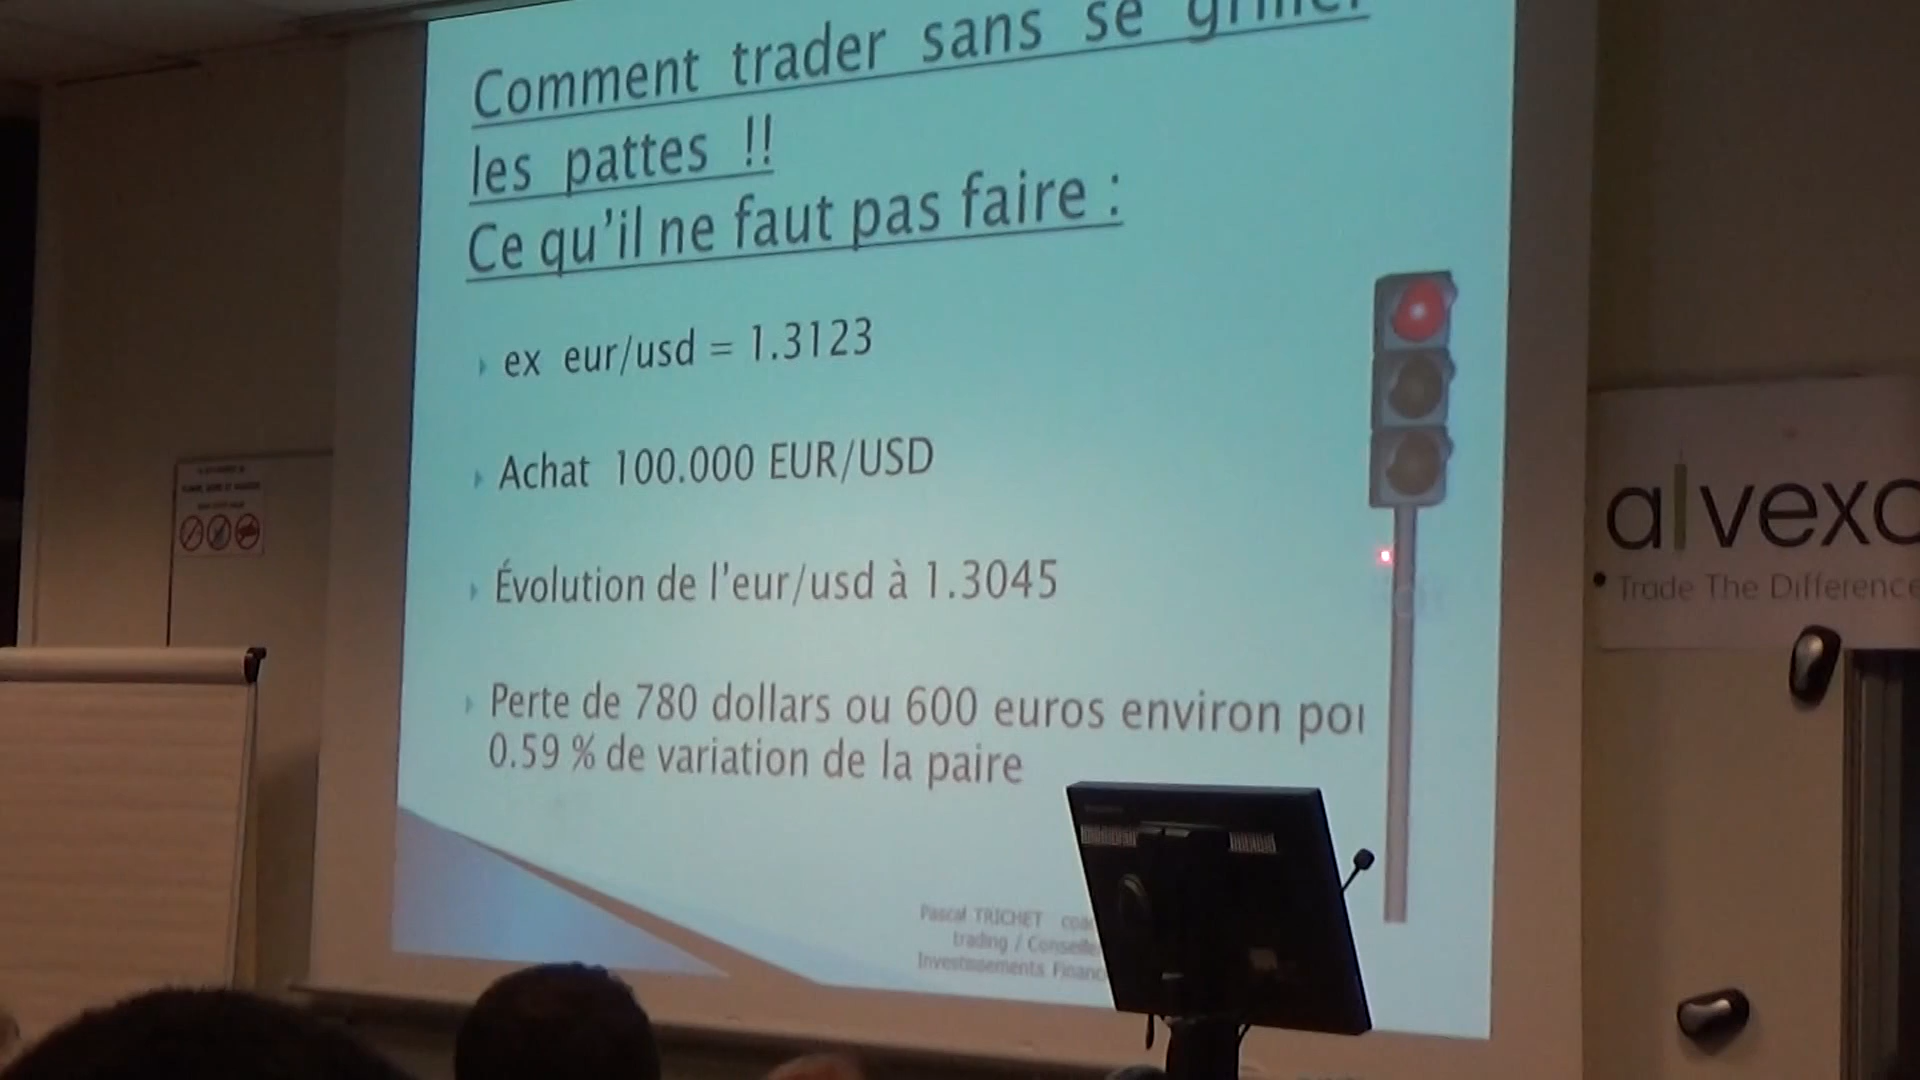 Comment trader sans se griller
les pattes !!
Ce qu'il ne faut pas faire :
ex eur/usd = 1.3123
Achat 100.000 EUR/USD
Évolution de l'eur/usd à 1.3045
Perte de 780 dollars ou 600 euros environ
0.59 % de variation de la paire
Pascal TRICHET
trading /
Investissements
alvexo
Trade The Difference